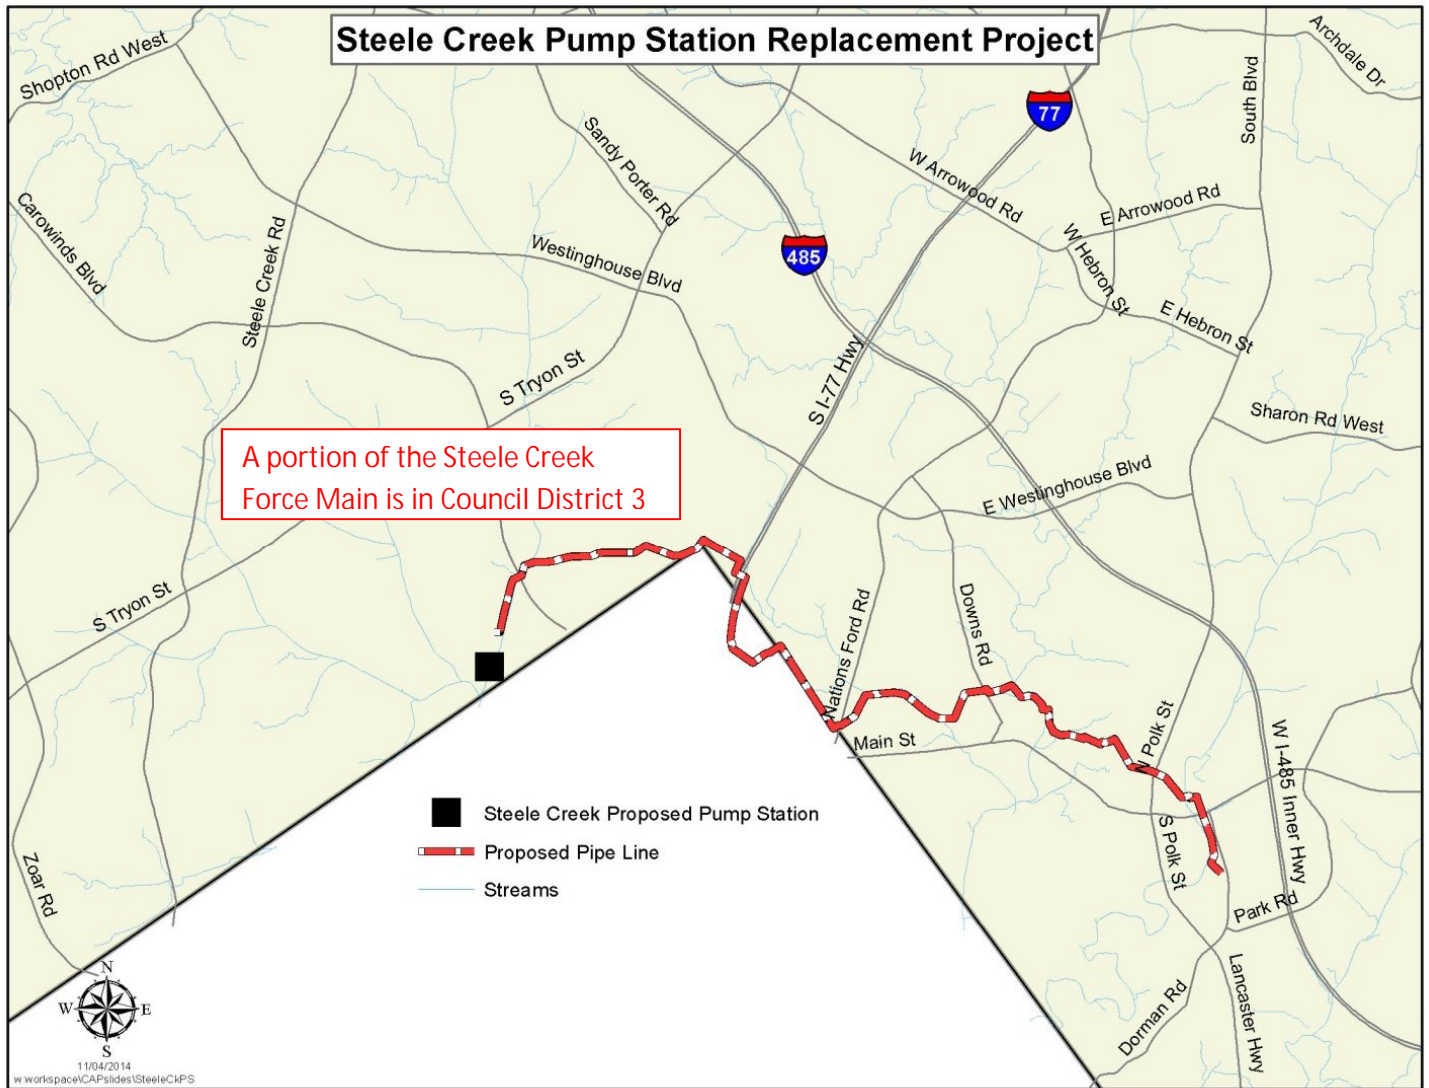 Steele Creek Pump Station Replacement Project
Shopton Rd West
Archdale Dr
South Blvd
77
Sandy Porter Rd
W Arrowood Rd
E Arrowood Rd
Carowinds Blvd
Steele Creek Rd
Westinghouse Blvd
485
W Hebron St
E Hebron St
S Tryon St
S I-77 Hwy
Sharon Rd West
A portion of the Steele Creek
Force Main is in Council District 3
E Westinghouse Blvd
S Tryon St
Nations Ford Rd
Downs Rd
Main St
N Polk St
W I-485 Inner Hwy
Steele Creek Proposed Pump Station
Proposed Pipe Line
Streams
S Polk St
Zoar Rd
Park Rd
Dorman Rd
Lancaster Hwy
N
W
E
S
11/04/2014
w:workspace\CAPslides\SteeleCkPS